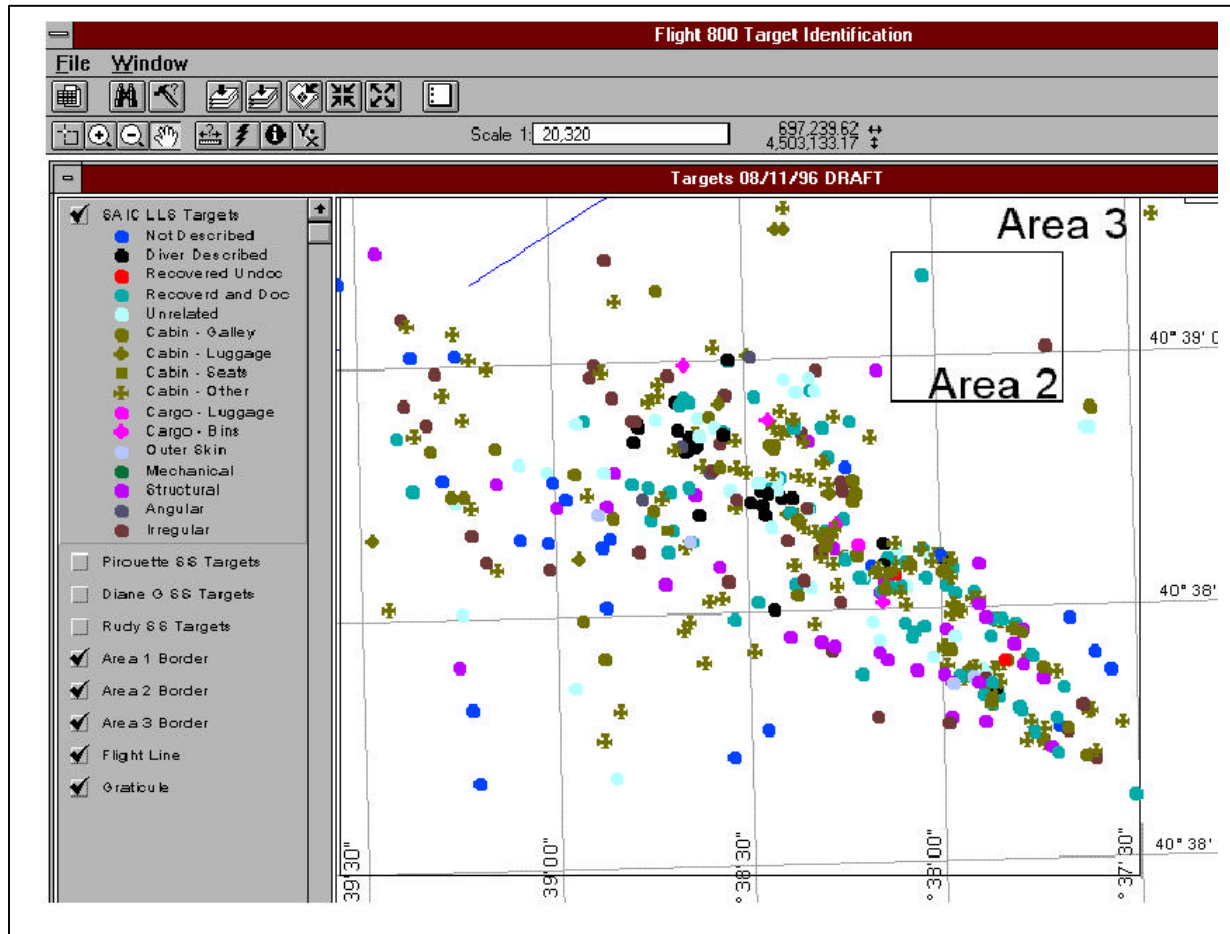 Flight 800 Target Identification
File Window
Scale 1: 20,320
697,239.62
4,503,133.17
Targets 08/11/96 DRAFT
SAIC LLS Targets
Not Described
Diver Described
Recovered Undoc
Recoverd and Doc
Unrelated
Cabin - Galley
Cabin - Luggage
Cabin - Seats
Cabin - Other
Cargo - Luggage
Cargo - Bins
Outer Skin
Mechanical
Structural
Angular
Irregular
Pirouette SS Targets
Diane G SS Targets
Rudy SS Targets
Area 1 Border
Area 2 Border
Area 3 Border
Flight Line
Graticule
Area 3
Area 2
40° 39' 0
40° 38'
40° 38'
39'30"
39'00"
° 38'30"
° 38'00"
° 37'30"